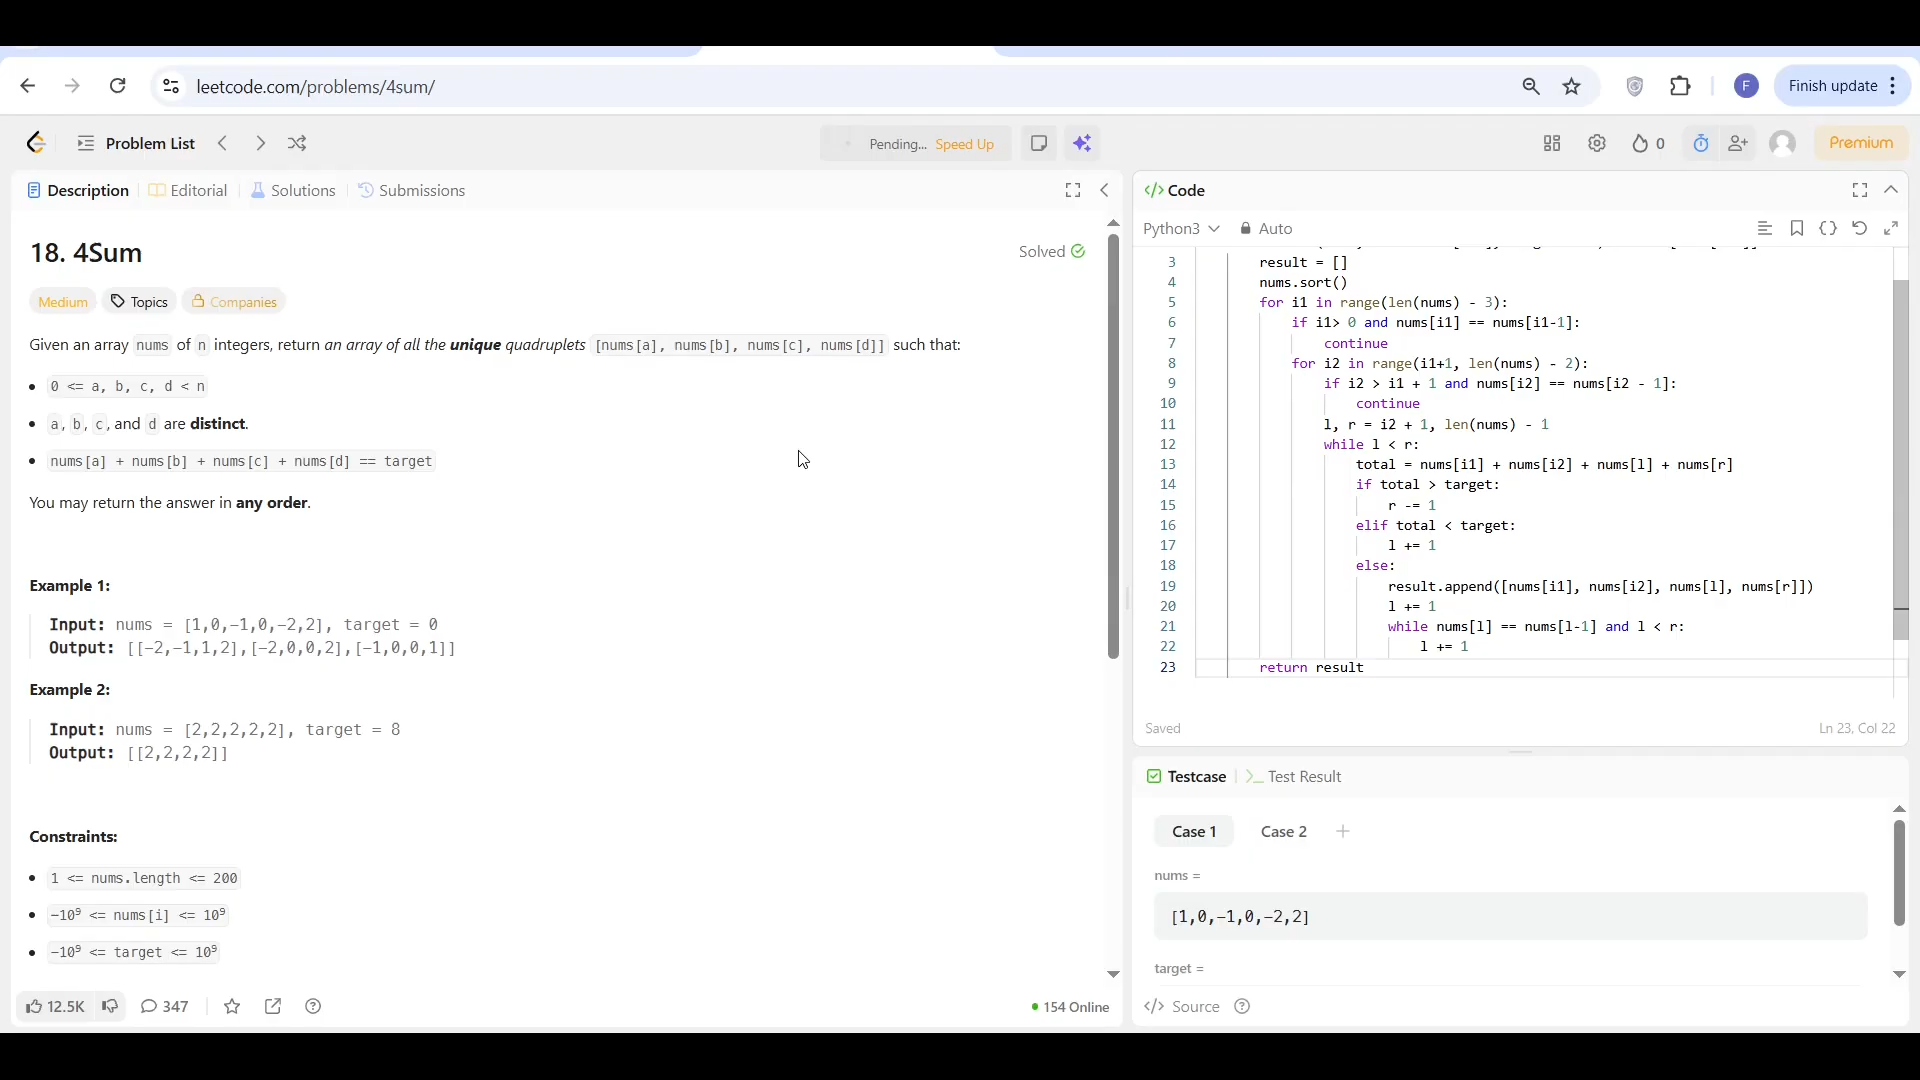 leetcode.com/problems/4sum/
F
Finish update
Problem List
Pending... Speed Up
0
Premium
Description
Editorial
Solutions
Submissions
18. 4Sum
Solved
Medium
Topics
Companies
Given an array nums of n integers, return an array of all the unique quadruplets [nums[a], nums[b], nums[c], nums[d]] such that:
• 0 <= a, b, c, d < n
• a, b, c, and d are distinct.
• nums[a] + nums[b] + nums[c] + nums[d] == target
You may return the answer in any order.
Example 1:
Input: nums = [1,0,-1,0,-2,2], target = 0
Output: [[-2,-1,1,2],[-2,0,0,2],[-1,0,0,1]]
Example 2:
Input: nums = [2,2,2,2,2], target = 8
Output: [[2,2,2,2]]
Constraints:
• 1 <= nums.length <= 200
• -10⁹ <= nums[i] <= 10⁹
• -10⁹ <= target <= 10⁹
12.5K
347
154 Online
</> Code
Python3
Auto
3 result = []
4 nums.sort()
5 for i1 in range(len(nums) - 3):
6 if i1> 0 and nums[i1] == nums[i1-1]:
7 continue
8 for i2 in range(i1+1, len(nums) - 2):
9 if i2 > i1 + 1 and nums[i2] == nums[i2 - 1]:
10 continue
11 l, r = i2 + 1, len(nums) - 1
12 while l < r:
13 total = nums[i1] + nums[i2] + nums[l] + nums[r]
14 if total > target:
15 r -= 1
16 elif total < target:
17 l += 1
18 else:
19 result.append([nums[i1], nums[i2], nums[l], nums[r]])
20 l += 1
21 while nums[l] == nums[l-1] and l < r:
22 l += 1
23 return result
Saved
Ln 23, Col 22
Testcase
Test Result
Case 1
Case 2
nums =
[1,0,-1,0,-2,2]
target =
</> Source